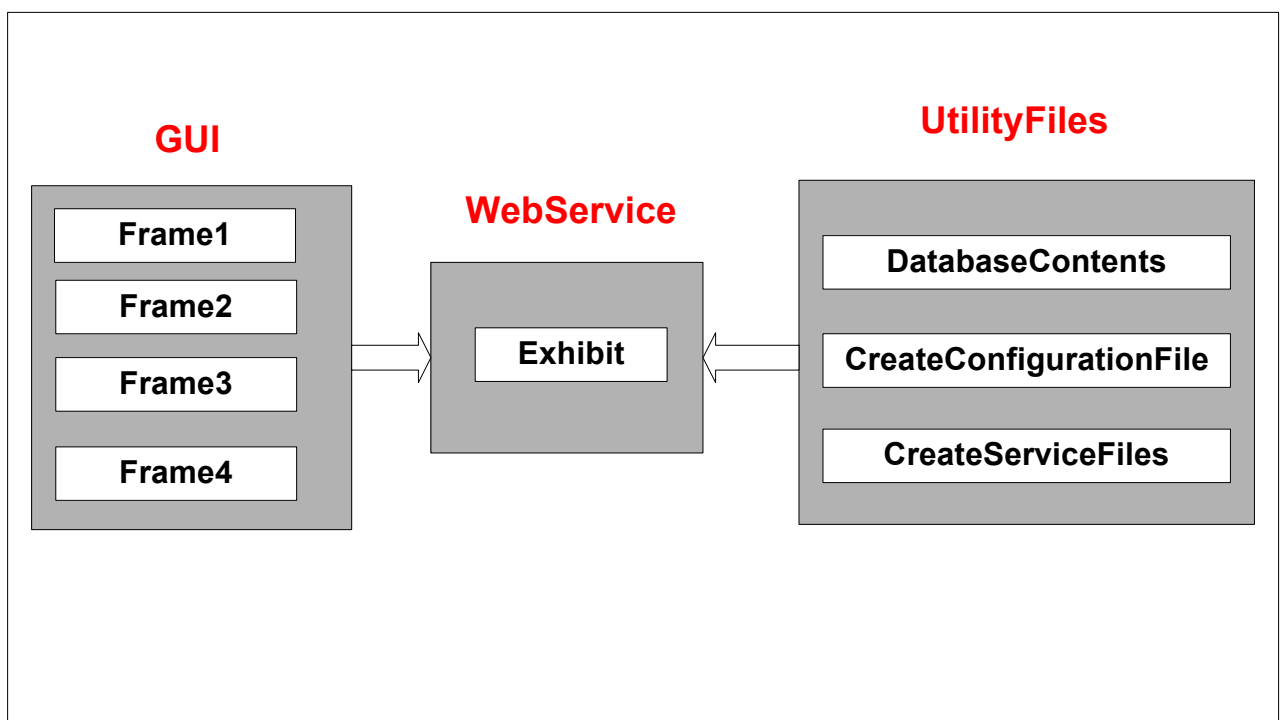 GUI
Frame1
Frame2
Frame3
Frame4
WebService
Exhibit
UtilityFiles
DatabaseContents
CreateConfigurationFile
CreateServiceFiles